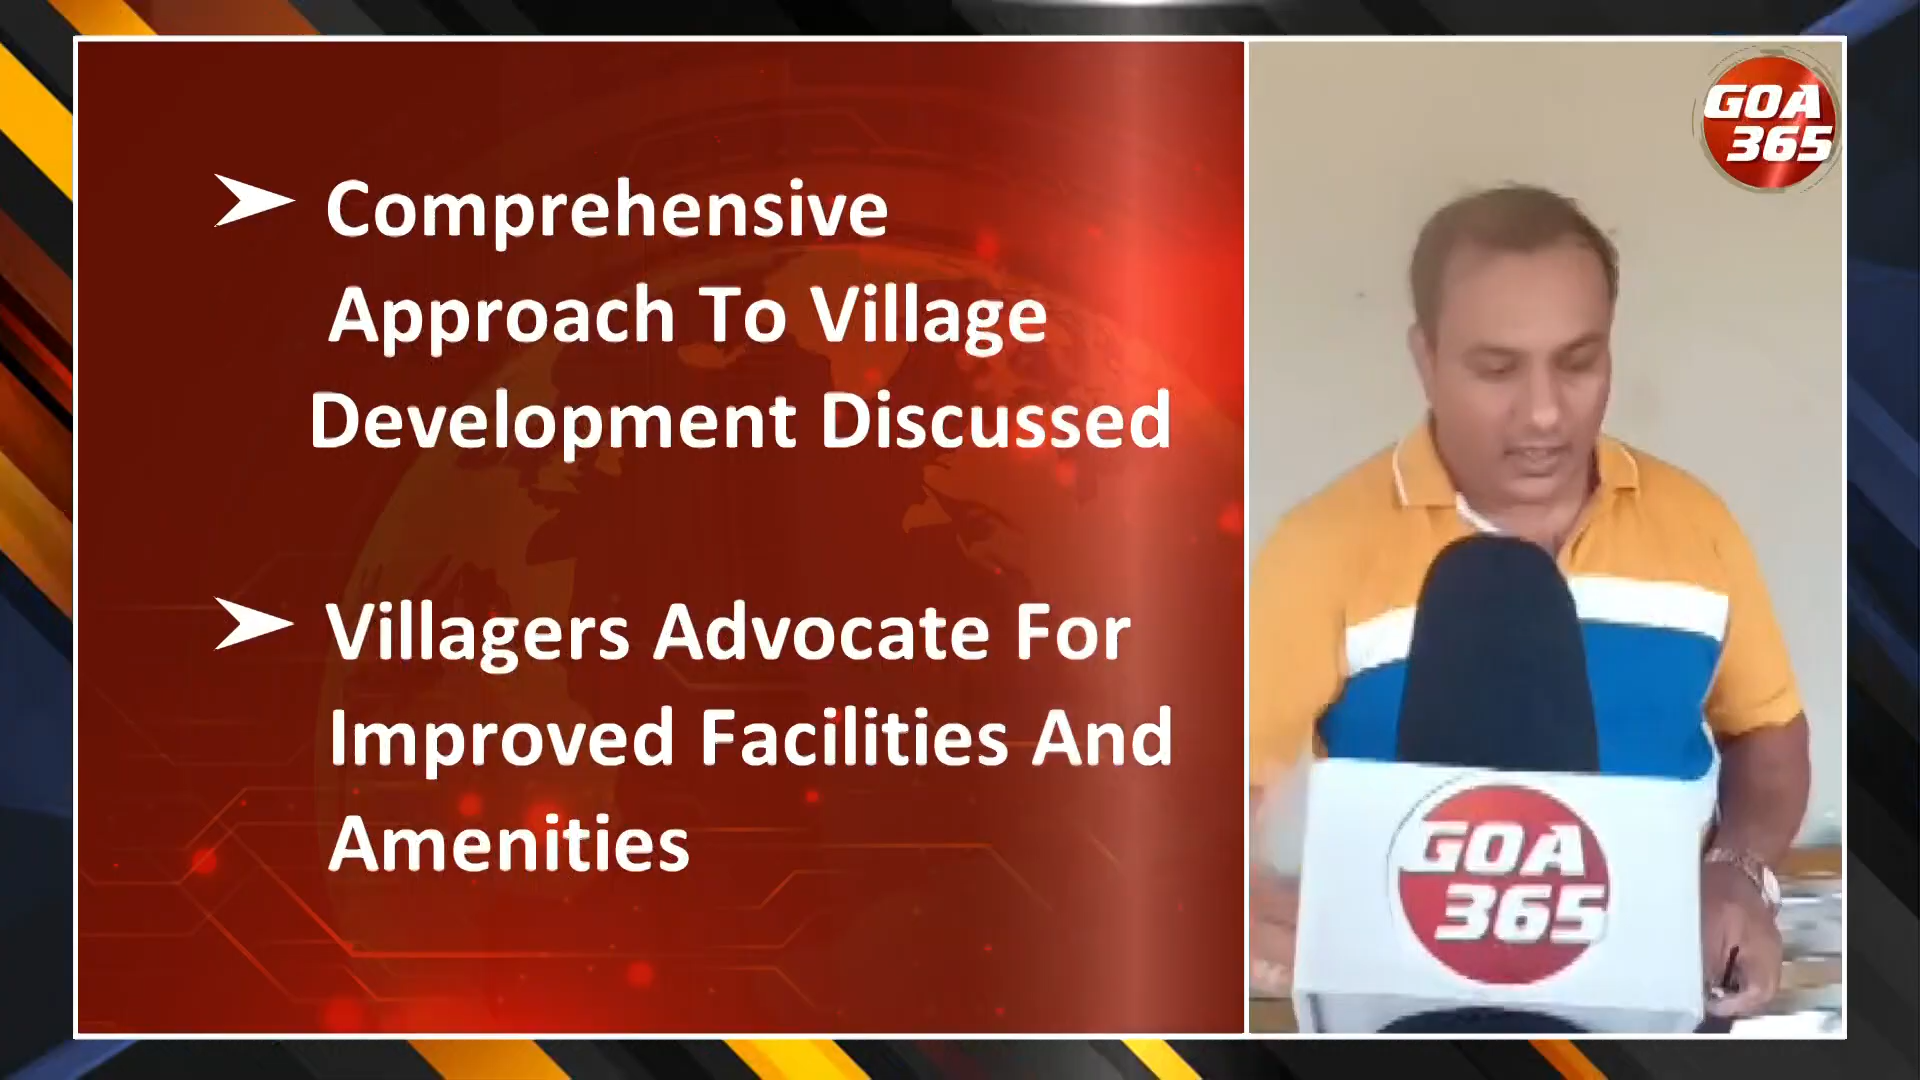 GOA
365
Comprehensive
Approach To Village
Development Discussed
Villagers Advocate For
Improved Facilities And
Amenities
GOA
365